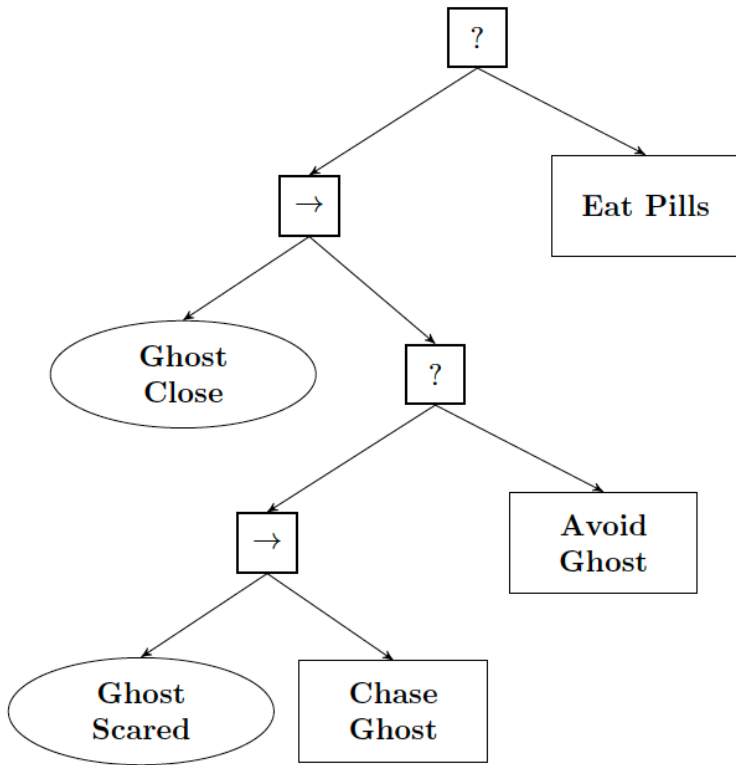 ?
→
Eat Pills
Ghost
Close
?
→
Avoid
Ghost
Ghost
Scared
Chase
Ghost